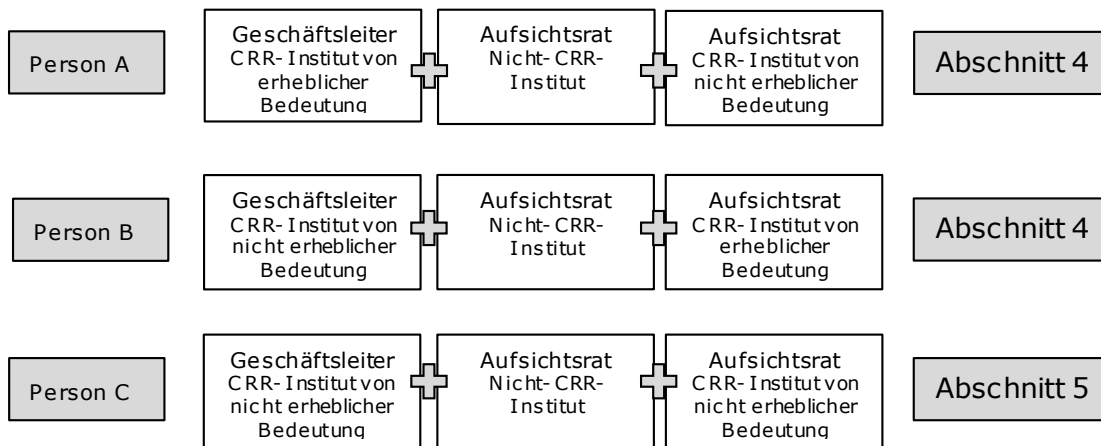 Person A
Geschäftsleiter
CRR-Institut von
erheblicher
Bedeutung
Aufsichtsrat
Nicht-CRR-
Institut
Aufsichtsrat
CRR-Institut von
nicht erheblicher
Bedeutung
Abschnitt 4
Person B
Geschäftsleiter
CRR-Institut von
nicht erheblicher
Bedeutung
Aufsichtsrat
Nicht-CRR-
Institut
Aufsichtsrat
CRR-Institut von
erheblicher
Bedeutung
Abschnitt 4
Person C
Geschäftsleiter
CRR-Institut von
nicht erheblicher
Bedeutung
Aufsichtsrat
Nicht-CRR-
Institut
Aufsichtsrat
CRR-Institut von
nicht erheblicher
Bedeutung
Abschnitt 5